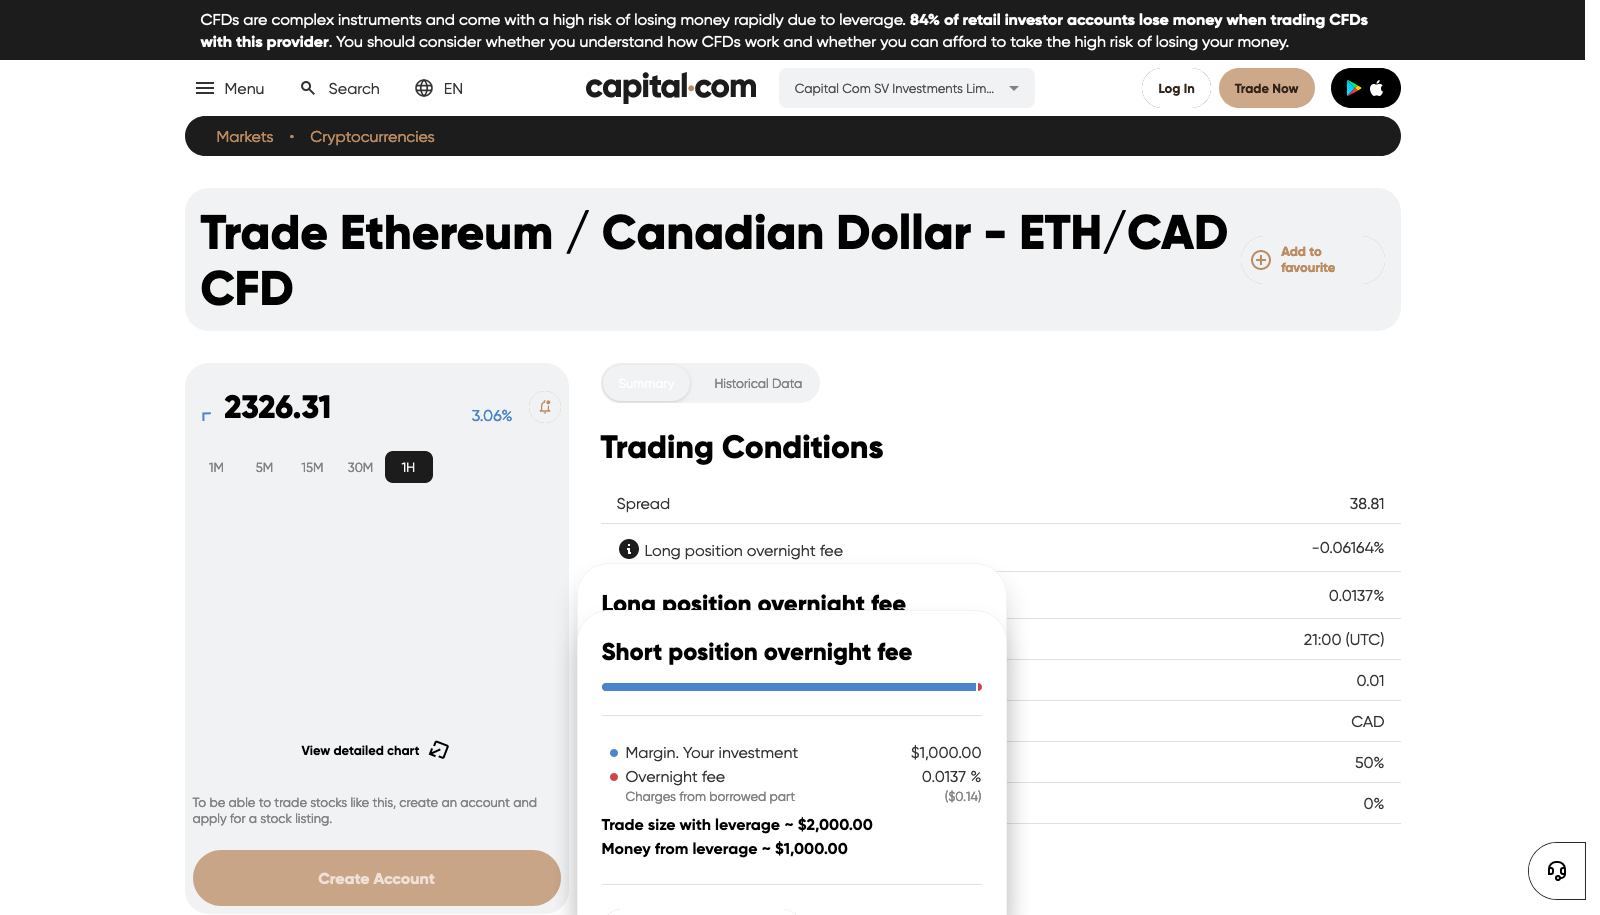 CFDs are complex instruments and come with a high risk of losing money rapidly due to leverage. 84% of retail investor accounts lose money when trading CFDs
with this provider. You should consider whether you understand how CFDs work and whether you can afford to take the high risk of losing your money.
Menu
Search
EN
capital.com
Capital Com SV Investments Lim...
Log In
Trade Now
Markets • Cryptocurrencies
Trade Ethereum / Canadian Dollar - ETH/CAD
CFD
Add to
favourite
2326.31
3.06%
1M 5M 15M 30M 1H
View detailed chart
To be able to trade stocks like this, create an account and
apply for a stock listing.
Create Account
Summary
Historical Data
Trading Conditions
Spread 38.81
Long position overnight fee -0.06164%
0.0137%
21:00 (UTC)
0.01
CAD
50%
0%
Long position overnight fee
Short position overnight fee
Margin. Your investment $1,000.00
Overnight fee 0.0137 %
Charges from borrowed part ($0.14)
Trade size with leverage ~ $2,000.00
Money from leverage ~ $1,000.00